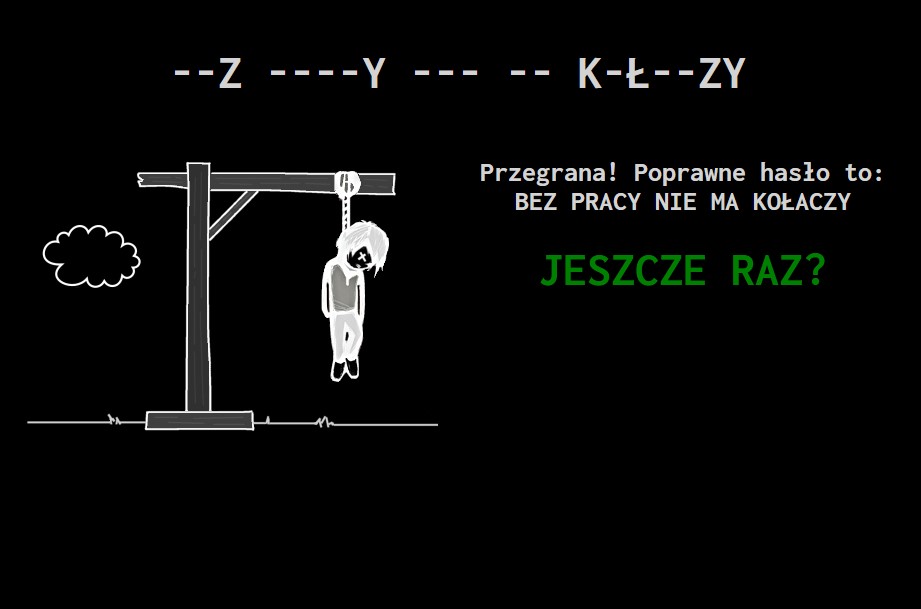 --Z ----Y --- -- K-Ł--ZY
Przegrana! Poprawne hasło to:
BEZ PRACY NIE MA KOŁACZY
JESZCZE RAZ?